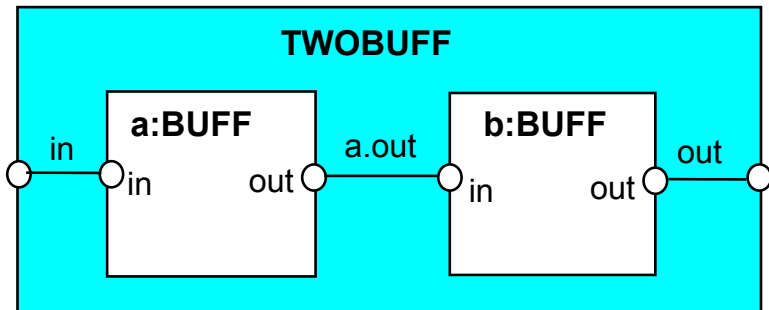 TWOBUFF
a:BUFF
b:BUFF
in
a.out
out
in
out
in
out